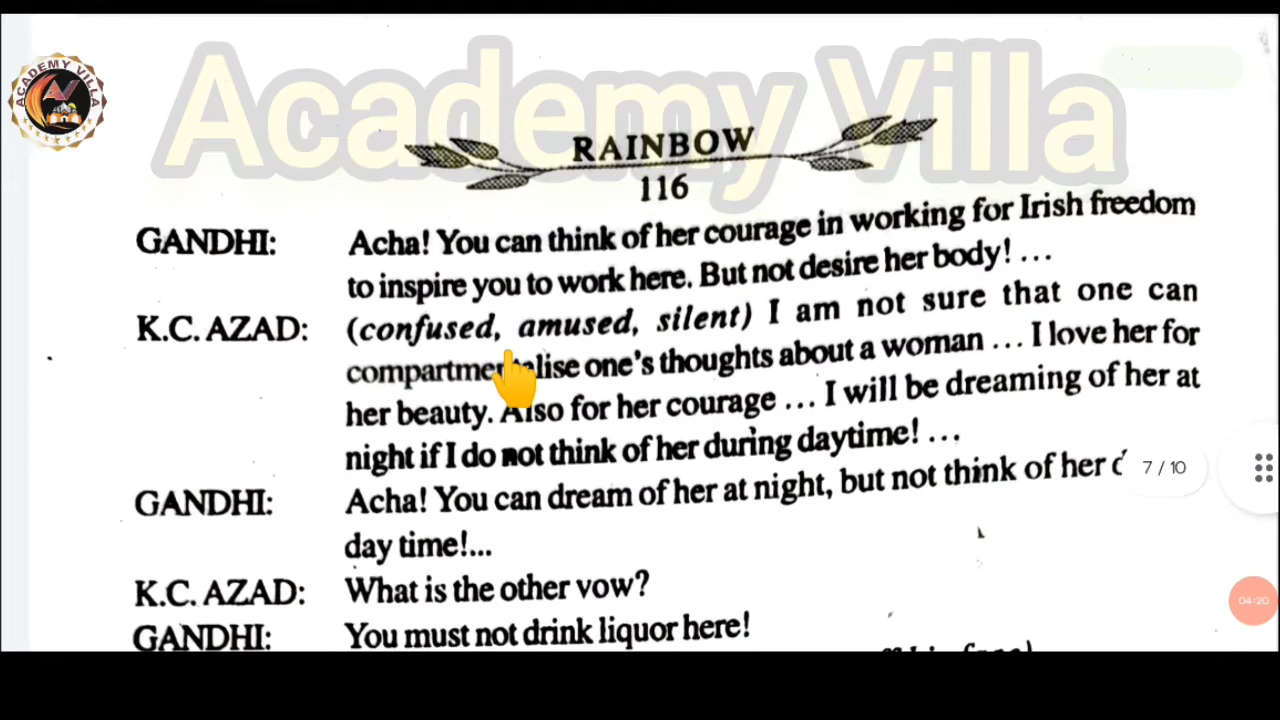 Academy Villa
ACADEMY VILLA
RAINBOW
116
GANDHI: Acha! You can think of her courage in working for Irish freedom
to inspire you to work here. But not desire her body! ...
K.C. AZAD: (confused, amused, silent) I am not sure that one can
compartmentalise one's thoughts about a woman ... I love her for
her beauty. Also for her courage ... I will be dreaming of her at
night if I do not think of her during daytime! ...
GANDHI: Acha! You can dream of her at night, but not think of her
day time!...
7 / 10
K.C. AZAD: What is the other vow?
04:20
GANDHI: You must not drink liquor here!